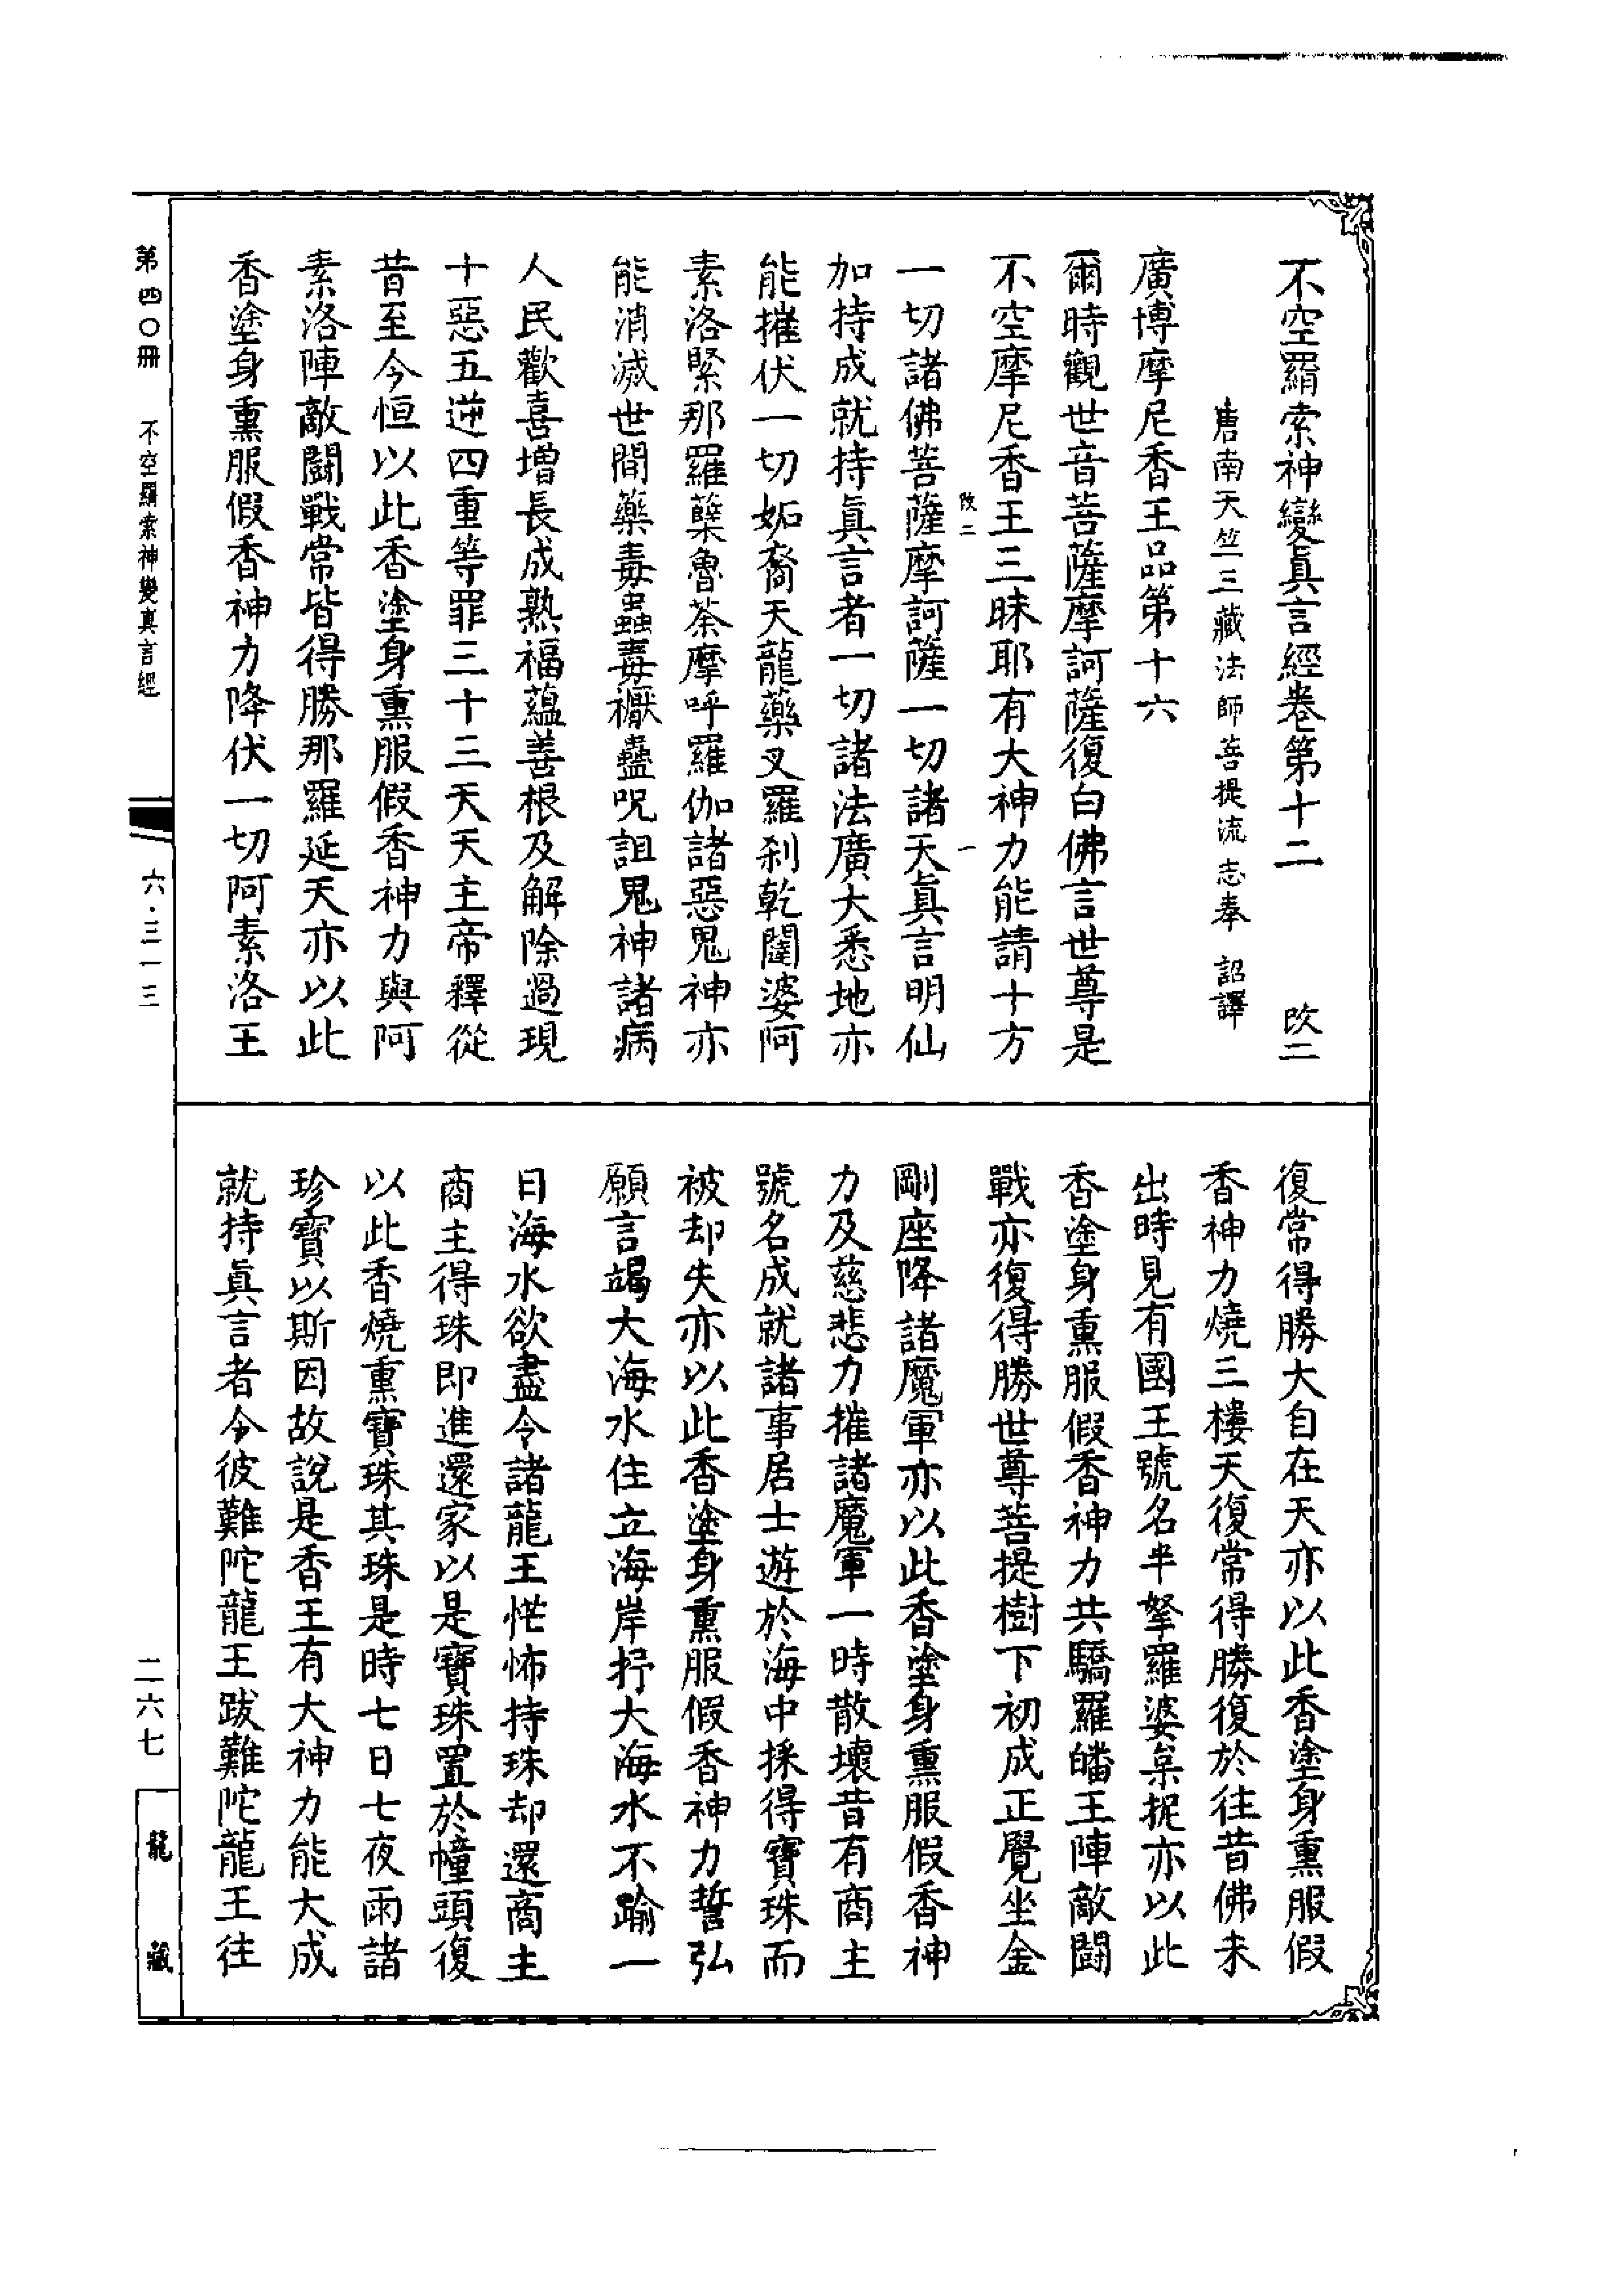 不空羂索神變真言經卷第十二 改二
唐南天竺三藏法師菩提流志奉 詔譯
廣博摩尼香王品第十六
爾時觀世音菩薩摩訶薩復白佛言世尊是
不空摩尼香王三昧耶有大神力能請十方
改二 一
一切諸佛菩薩摩訶薩一切諸天真言明仙
加持成就持真言者一切諸法廣大悉地亦
能摧伏一切妬裔天龍藥叉羅剎乾闥婆阿
素洛緊那羅蘖魯荼摩呼羅伽諸惡鬼神亦
能消滅世間藥毒蟲毒禰蠱呪詛鬼神諸病
人民歡喜增長成熟福蘊善根及解除過現
十惡五逆四重等罪三十三天天主帝釋從
昔至今恒以此香塗身熏服假香神力與阿
素洛陣敵鬪戰常皆得勝那羅延天亦以此
香塗身熏服假香神力降伏一切阿素洛王
復常得勝大自在天亦以此香塗身熏服假
香神力燒三樓天復常得勝復於往昔佛未
出時見有國王號名半拏羅婆枲抳亦以此
香塗身熏服假香神力共驕羅皤王陣敵鬪
戰亦復得勝世尊菩提樹下初成正覺坐金
剛座降諸魔軍亦以此香塗身熏服假香神
力及慈悲力摧諸魔軍一時散壞昔有商主
號名成就諸事居士遊於海中採得寶珠而
被却失亦以此香塗身熏服假香神力誓弘
願言竭大海水住立海岸抒大海水不踰一
日海水欲盡令諸龍王恾怖持珠却還商主
商主得珠即進還家以是寶珠置於幢頭復
以此香燒熏寶珠其珠是時七日七夜雨諸
珍寶以斯因故說是香王有大神力能大成
就持真言者令彼難陀龍王跋難陀龍王往
第四〇冊 不空羂索神變真言經
六·三一三
二六七
龍藏